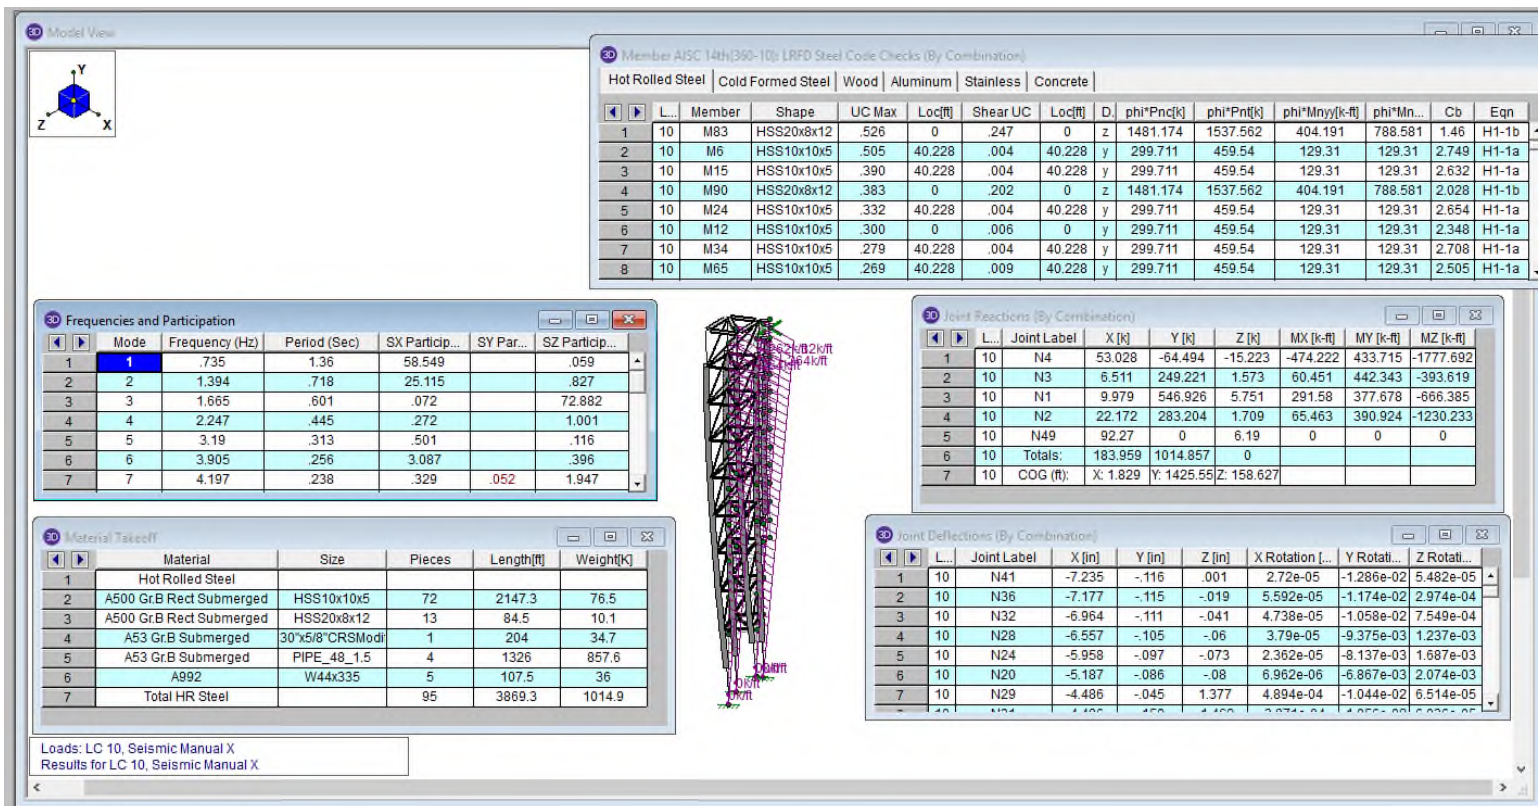 Model View
Y
Z X
Member AISC 14th(360-10): LRFD Steel Code Checks (By Combination)
Hot Rolled Steel Cold Formed Steel Wood Aluminum Stainless Concrete
L... Member Shape UC Max Loc[ft] Shear UC Loc[ft] D. phi*Pnc[k] phi*Pnt[k] phi*Mnyy[k-ft] phi*Mn... Cb Eqn
1 10 M83 HSS20x8x12 .526 0 .247 0 z 1481.174 1537.562 404.191 788.581 1.46 H1-1b
2 10 M6 HSS10x10x5 .505 40.228 .004 40.228 y 299.711 459.54 129.31 129.31 2.749 H1-1a
3 10 M15 HSS10x10x5 .390 40.228 .004 40.228 y 299.711 459.54 129.31 129.31 2.632 H1-1a
4 10 M90 HSS20x8x12 .383 0 .202 0 z 1481.174 1537.562 404.191 788.581 2.028 H1-1b
5 10 M24 HSS10x10x5 .332 40.228 .004 40.228 y 299.711 459.54 129.31 129.31 2.654 H1-1a
6 10 M12 HSS10x10x5 .300 0 .006 0 y 299.711 459.54 129.31 129.31 2.348 H1-1a
7 10 M34 HSS10x10x5 .279 40.228 .004 40.228 y 299.711 459.54 129.31 129.31 2.708 H1-1a
8 10 M65 HSS10x10x5 .269 40.228 .009 40.228 y 299.711 459.54 129.31 129.31 2.505 H1-1a
Frequencies and Participation
Mode Frequency (Hz) Period (Sec) SX Particip... SY Par... SZ Particip...
1 1 .735 1.36 58.549 .059
2 2 1.394 .718 25.115 .827
3 3 1.665 .601 .072 72.882
4 4 2.247 .445 .272 1.001
5 5 3.19 .313 .501 .116
6 6 3.905 .256 3.087 .396
7 7 4.197 .238 .329 .052 1.947
Joint Reactions (By Combination)
L... Joint Label X [k] Y [k] Z [k] MX [k-ft] MY [k-ft] MZ [k-ft]
1 10 N4 53.028 -64.494 -15.223 -474.222 433.715 -1777.692
2 10 N3 6.511 249.221 1.573 60.451 442.343 -393.619
3 10 N1 9.979 546.926 5.751 291.58 377.678 -666.385
4 10 N2 22.172 283.204 1.709 65.463 390.924 -1230.233
5 10 N49 92.27 0 6.19 0 0 0
6 10 Totals: 183.959 1014.857 0
7 10 COG (ft): X: 1.829 Y: 1425.55 Z: 158.627
Material Takeoff
Material Size Pieces Length[ft] Weight[K]
1 Hot Rolled Steel
2 A500 Gr.B Rect Submerged HSS10x10x5 72 2147.3 76.5
3 A500 Gr.B Rect Submerged HSS20x8x12 13 84.5 10.1
4 A53 Gr.B Submerged 30"x5/8"CRSModi 1 204 34.7
5 A53 Gr.B Submerged PIPE_48_1.5 4 1326 857.6
6 A992 W44x335 5 107.5 36
7 Total HR Steel 95 3869.3 1014.9
Joint Deflections (By Combination)
L... Joint Label X [in] Y [in] Z [in] X Rotation [... Y Rotati... Z Rotati...
1 10 N41 -7.235 -.116 .001 2.72e-05 -1.286e-02 5.482e-05
2 10 N36 -7.177 -.115 -.019 5.592e-05 -1.174e-02 2.974e-04
3 10 N32 -6.964 -.111 -.041 4.738e-05 -1.058e-02 7.549e-04
4 10 N28 -6.557 -.105 -.06 3.79e-05 -9.375e-03 1.237e-03
5 10 N24 -5.958 -.097 -.073 2.362e-05 -8.137e-03 1.687e-03
6 10 N20 -5.187 -.086 -.08 6.962e-06 -6.867e-03 2.074e-03
7 10 N29 -4.486 -.045 1.377 4.894e-04 -1.044e-02 6.514e-05
Loads: LC 10, Seismic Manual X
Results for LC 10, Seismic Manual X